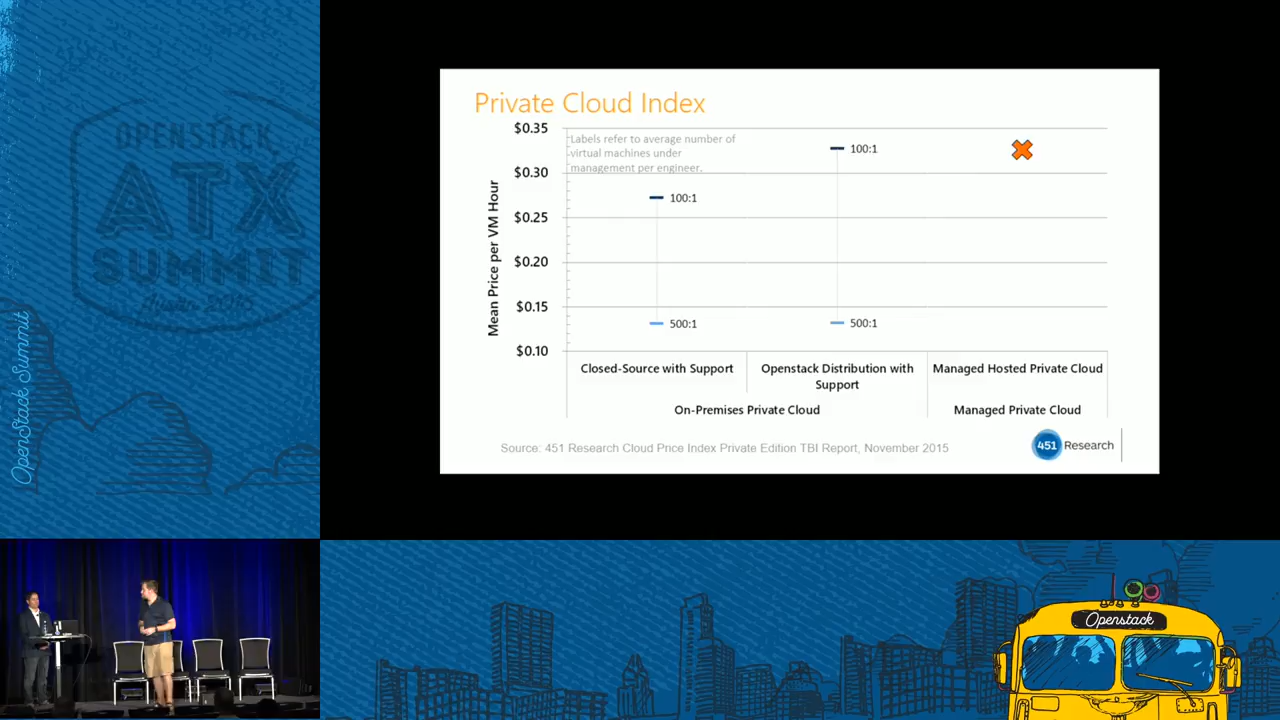 OPENSTACK
ATX
SUMMIT
OpenStack Summit
Private Cloud Index
$0.35
$0.30
$0.25
$0.20
$0.15
$0.10
Mean Price per VM Hour
Labels refer to average number of
virtual machines under
management per engineer.
100:1
500:1
100:1
500:1
Closed-Source with Support
Openstack Distribution with
Support
Managed Hosted Private Cloud
On-Premises Private Cloud
Managed Private Cloud
Source: 451 Research Cloud Price Index Private Edition TBI Report, November 2015
451 Research
Openstack